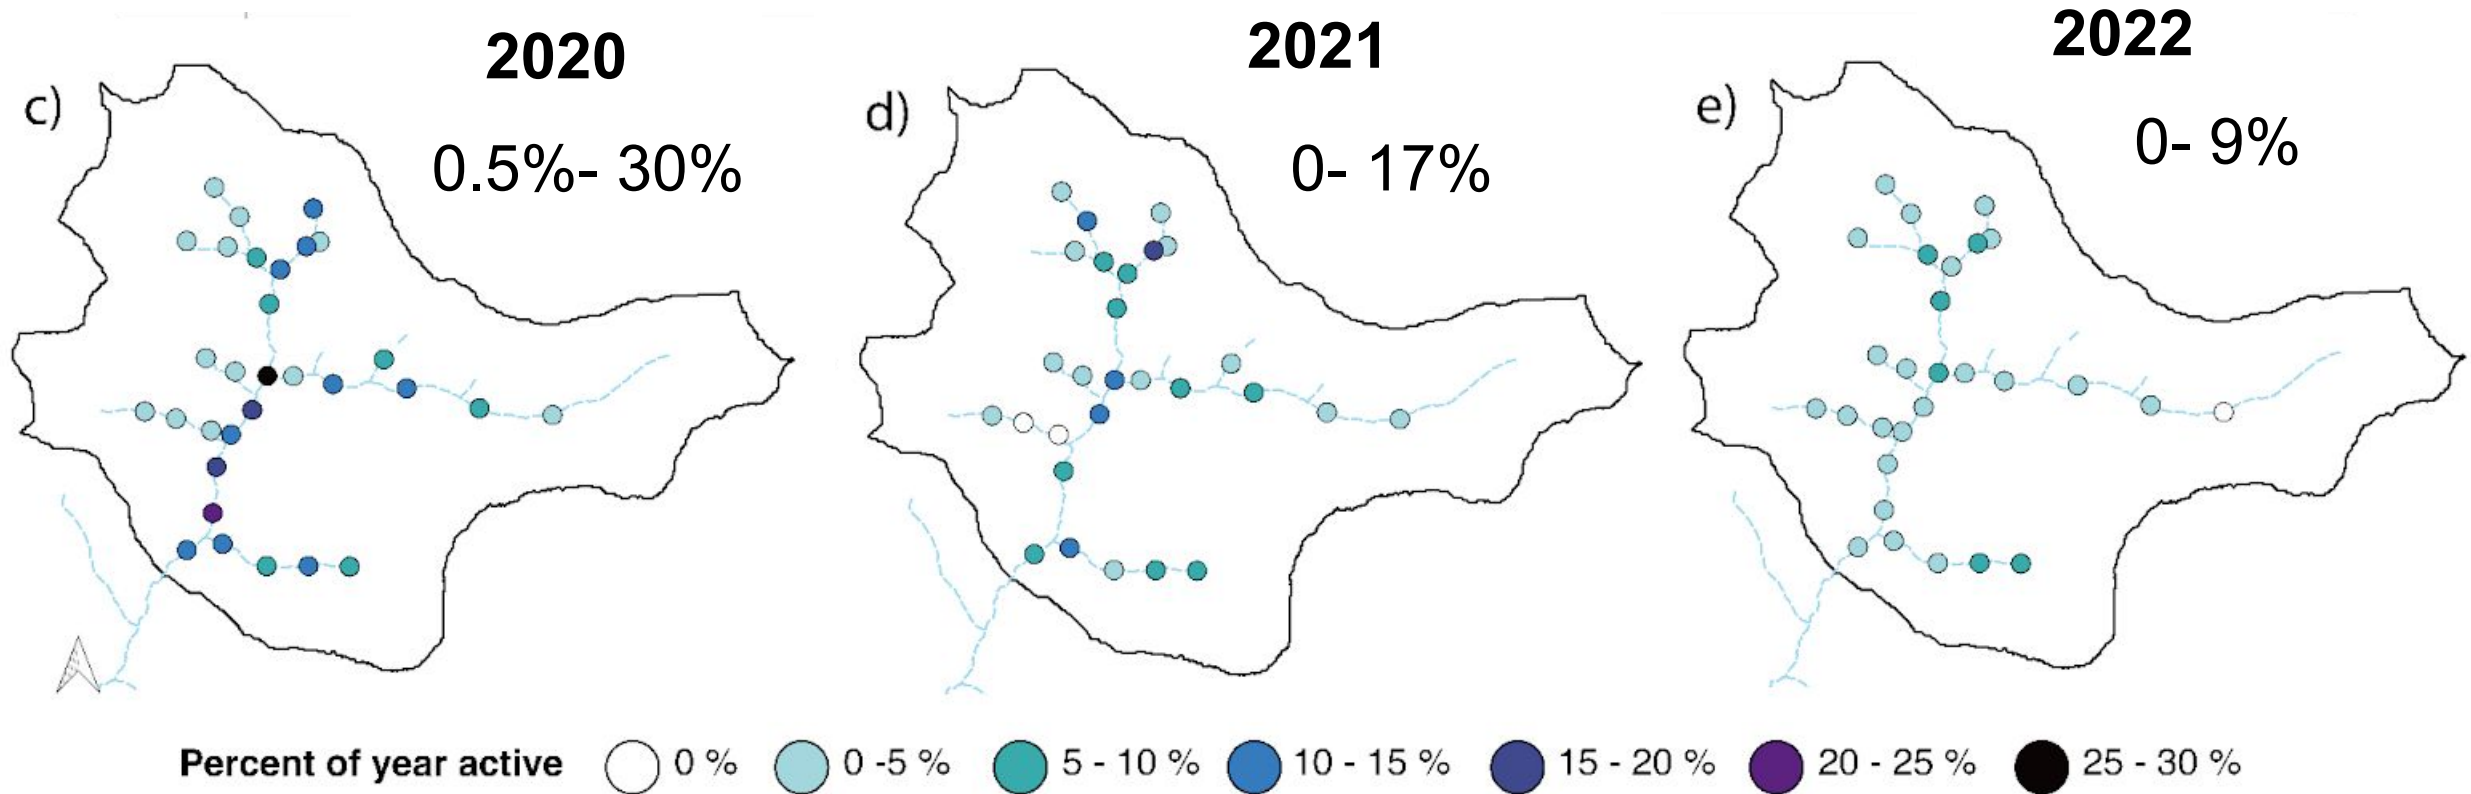 2020
2021
2022
c)
d)
e)
0.5%- 30%
0- 17%
0- 9%
Percent of year active
0 %
0 -5 %
5 - 10 %
10 - 15 %
15 - 20 %
20 - 25 %
25 - 30 %